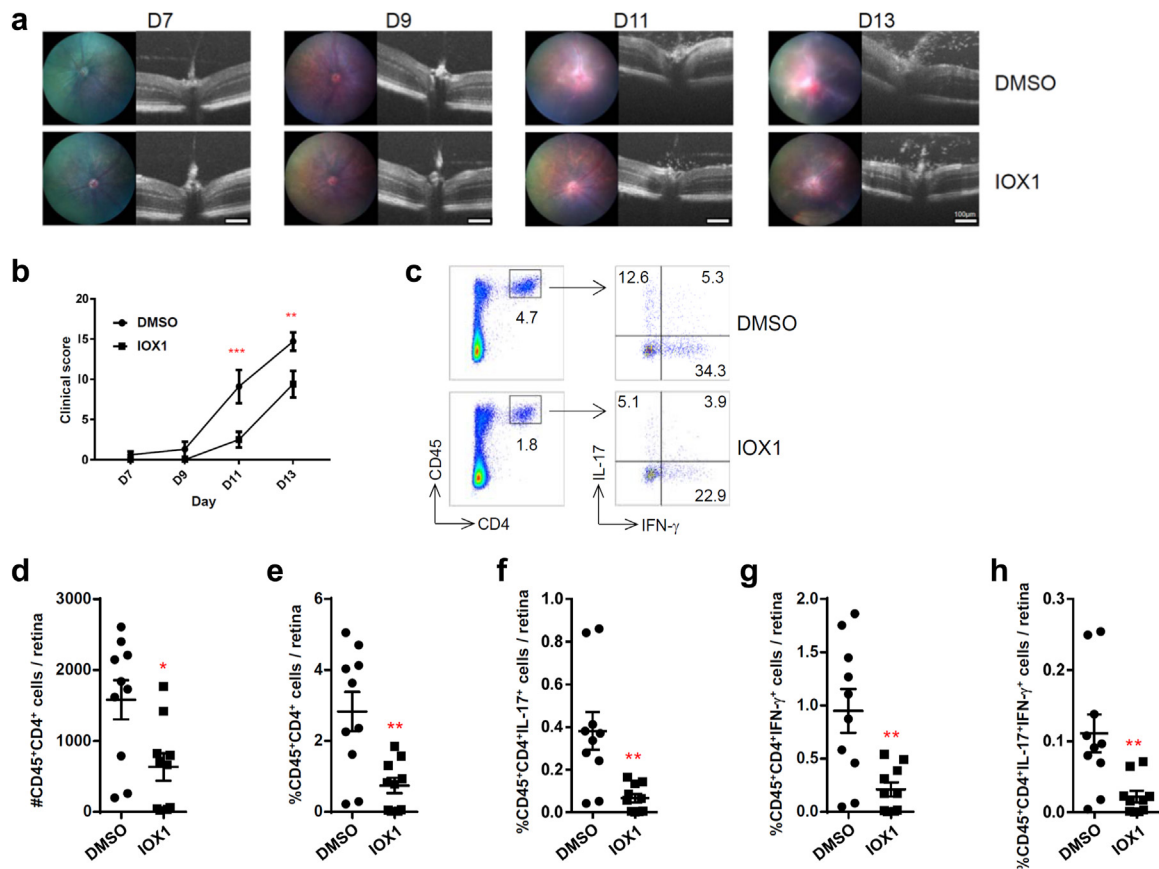 a
D7
D9
D11
D13
DMSO
IOX1
100μm
b
Clinical score
20
15
10
5
0
DMSO
IOX1
***
**
D7
D9
D11
D13
Day
c
4.7
12.6
5.3
34.3
DMSO
1.8
5.1
3.9
22.9
IOX1
CD45
CD4
IL-17
IFN-γ
d
#CD45⁺CD4⁺ cells / retina
3000
2000
1000
0
*
DMSO
IOX1
e
%CD45⁺CD4⁺ cells / retina
6
4
2
0
**
DMSO
IOX1
f
%CD45⁺CD4⁺IL-17⁺ cells / retina
1.0
0.8
0.6
0.4
0.2
0.0
**
DMSO
IOX1
g
%CD45⁺CD4⁺IFN-γ⁺ cells / retina
2.0
1.5
1.0
0.5
0.0
**
DMSO
IOX1
h
%CD45⁺CD4⁺IL-17⁺IFN-γ⁺ cells / retina
0.3
0.2
0.1
0.0
**
DMSO
IOX1